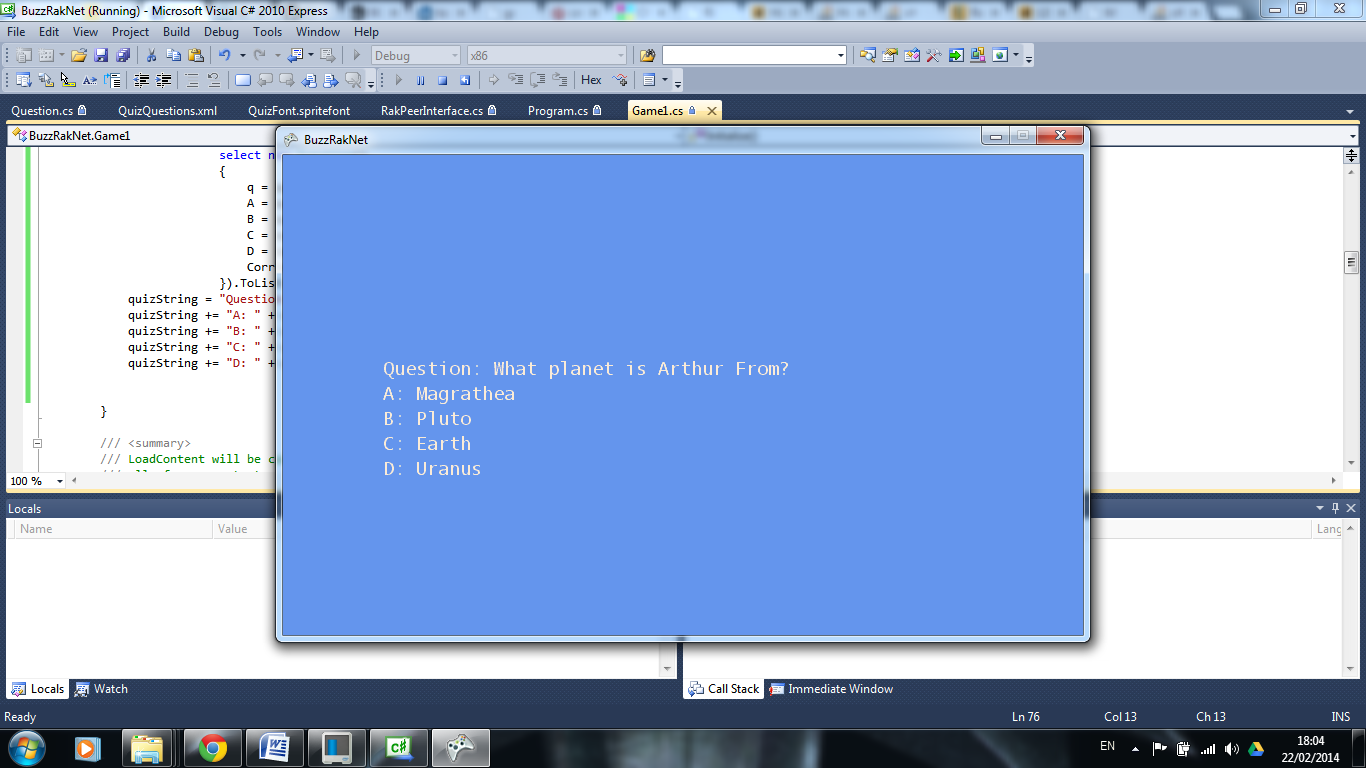 BuzzRakNet (Running) - Microsoft Visual C# 2010 Express
File Edit View Project Build Debug Tools Window Help
Debug x86
Hex
Question.cs QuizQuestions.xml QuizFont.spritefont RakPeerInterface.cs Program.cs Game1.cs
BuzzRakNet.Game1
BuzzRakNet
select n
{
q =
A =
B =
C =
D =
Corr
}).ToLis
quizString = "Questio
quizString += "A: " +
quizString += "B: " +
quizString += "C: " +
quizString += "D: " +
}
/// <summary>
/// LoadContent will be c
Question: What planet is Arthur From?
A: Magrathea
B: Pluto
C: Earth
D: Uranus
100 %
Locals
Name Value Lang
Locals Watch Call Stack Immediate Window
Ready Ln 76 Col 13 Ch 13 INS
EN 18:04
22/02/2014